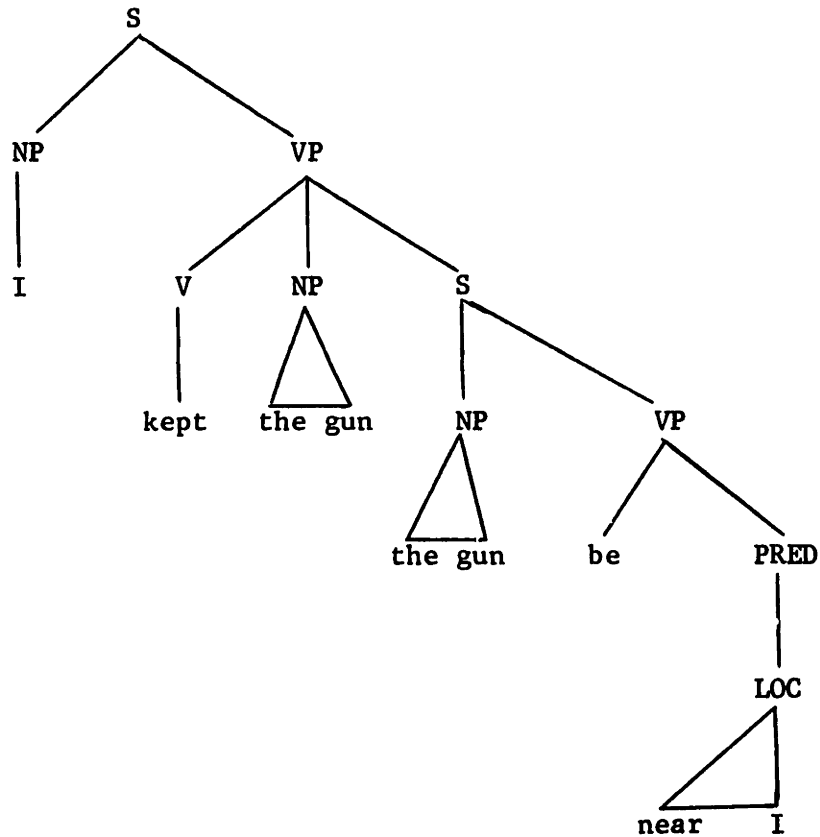 S
NP VP
I V NP S
kept the gun NP VP
the gun be PRED
LOC
near I